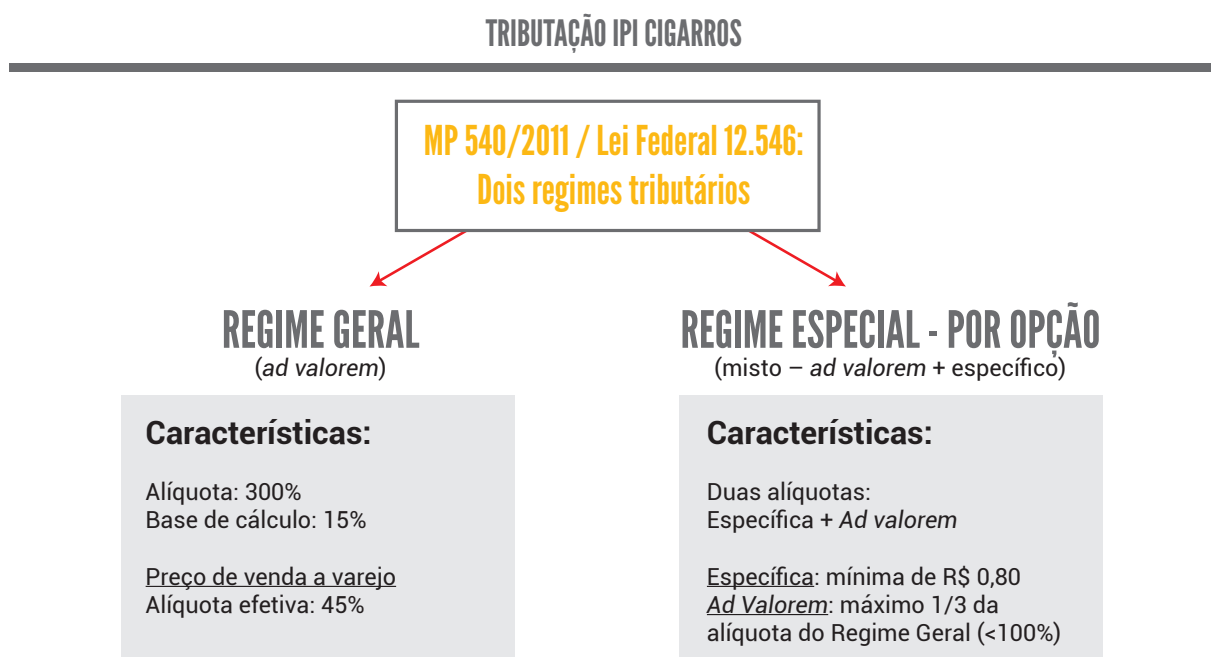 TRIBUTAÇÃO IPI CIGARROS
MP 540/2011 / Lei Federal 12.546:
Dois regimes tributários
REGIME GERAL
(ad valorem)
Características:
Alíquota: 300%
Base de cálculo: 15%
Preço de venda a varejo
Alíquota efetiva: 45%
REGIME ESPECIAL - POR OPÇÃO
(misto – ad valorem + específico)
Características:
Duas alíquotas:
Específica + Ad valorem
Específica: mínima de R$ 0,80
Ad Valorem: máximo 1/3 da
alíquota do Regime Geral (<100%)